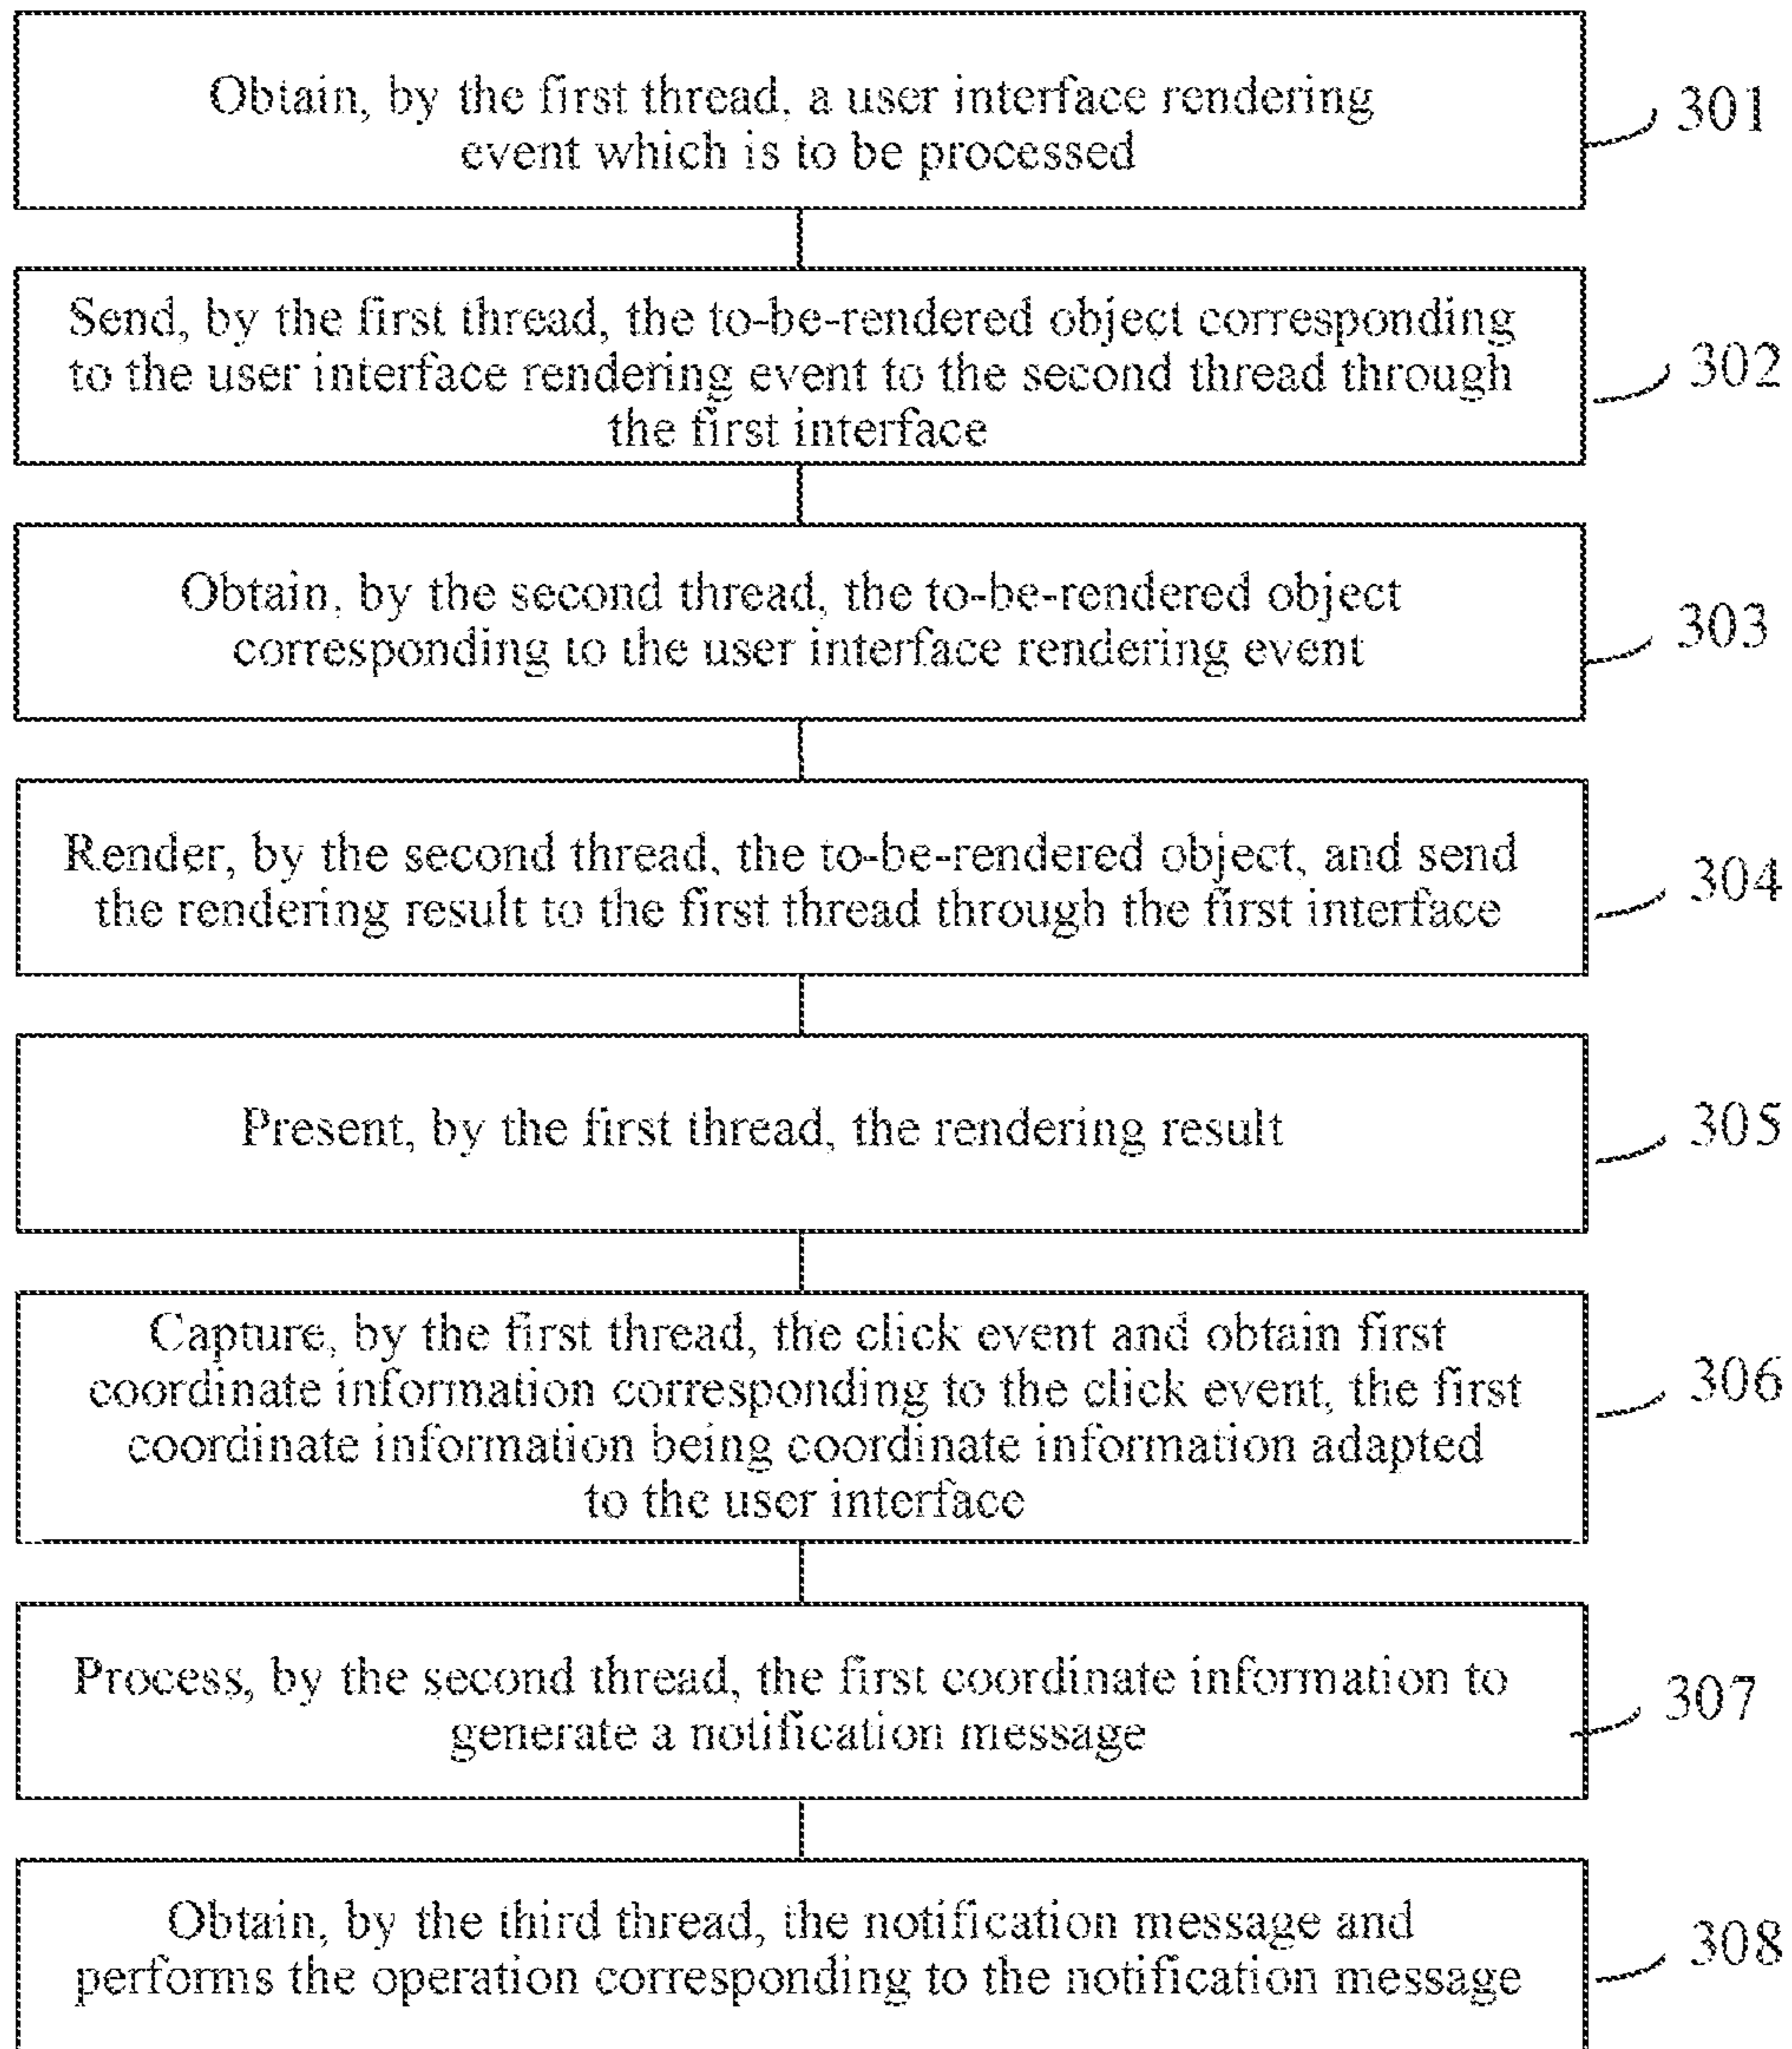 Obtain, by the first thread, a user interface rendering
event which is to be processed
301
Send, by the first thread, the to-be-rendered object corresponding
to the user interface rendering event to the second thread through
the first interface
302
Obtain, by the second thread, the to-be-rendered object
corresponding to the user interface rendering event
303
Render, by the second thread, the to-be-rendered object, and send
the rendering result to the first thread through the first interface
304
Present, by the first thread, the rendering result
305
Capture, by the first thread, the click event and obtain first
coordinate information corresponding to the click event, the first
coordinate information being coordinate information adapted
to the user interface
306
Process, by the second thread, the first coordinate information to
generate a notification message
307
Obtain, by the third thread, the notification message and
performs the operation corresponding to the notification message
308